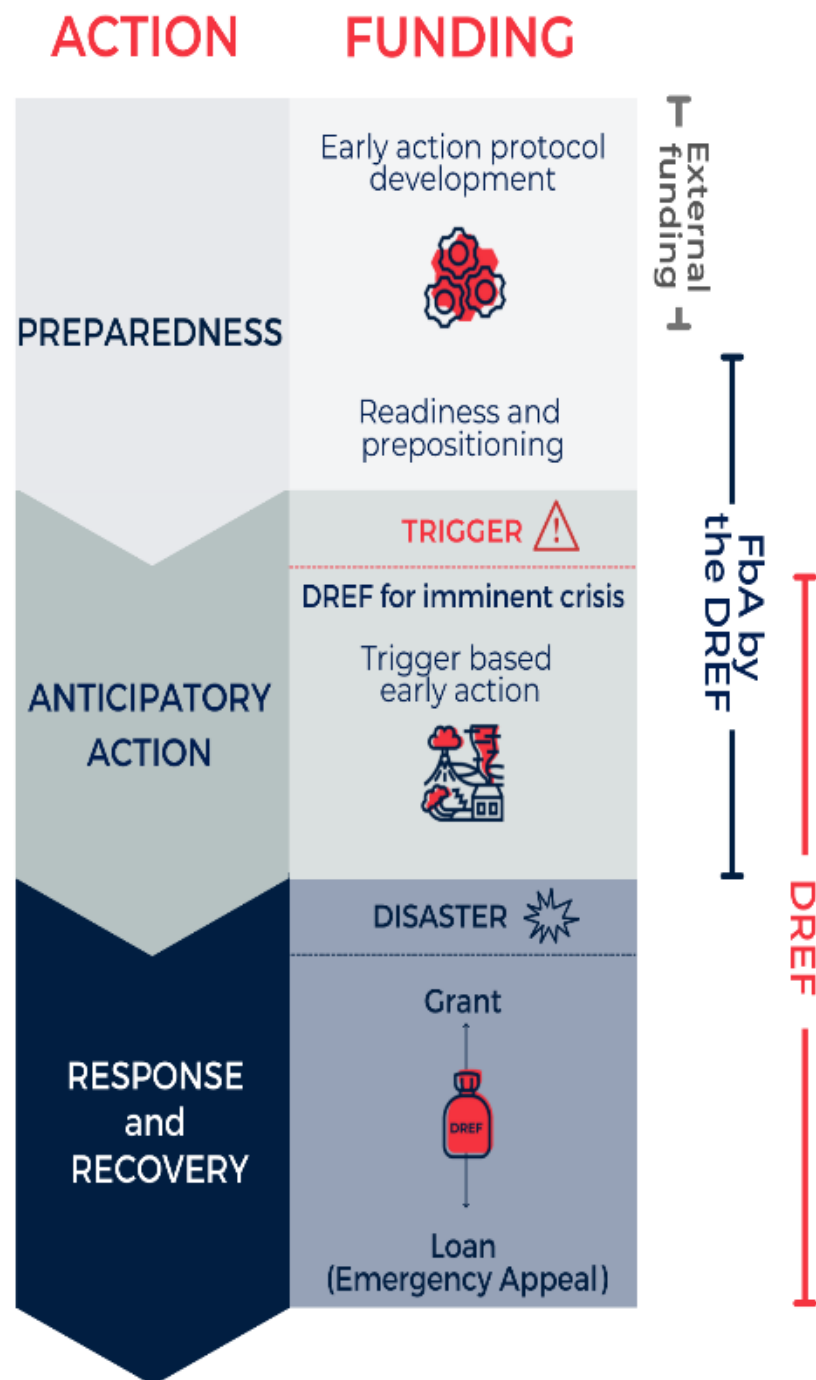 ACTION
FUNDING
PREPAREDNESS
Early action protocol
development
Readiness and
prepositioning
External
funding
TRIGGER
!
DREF for imminent crisis
ANTICIPATORY
ACTION
Trigger based
early action
FbA by
the DREF
DISASTER
RESPONSE
and
RECOVERY
Grant
DREF
Loan
(Emergency Appeal)
DREF